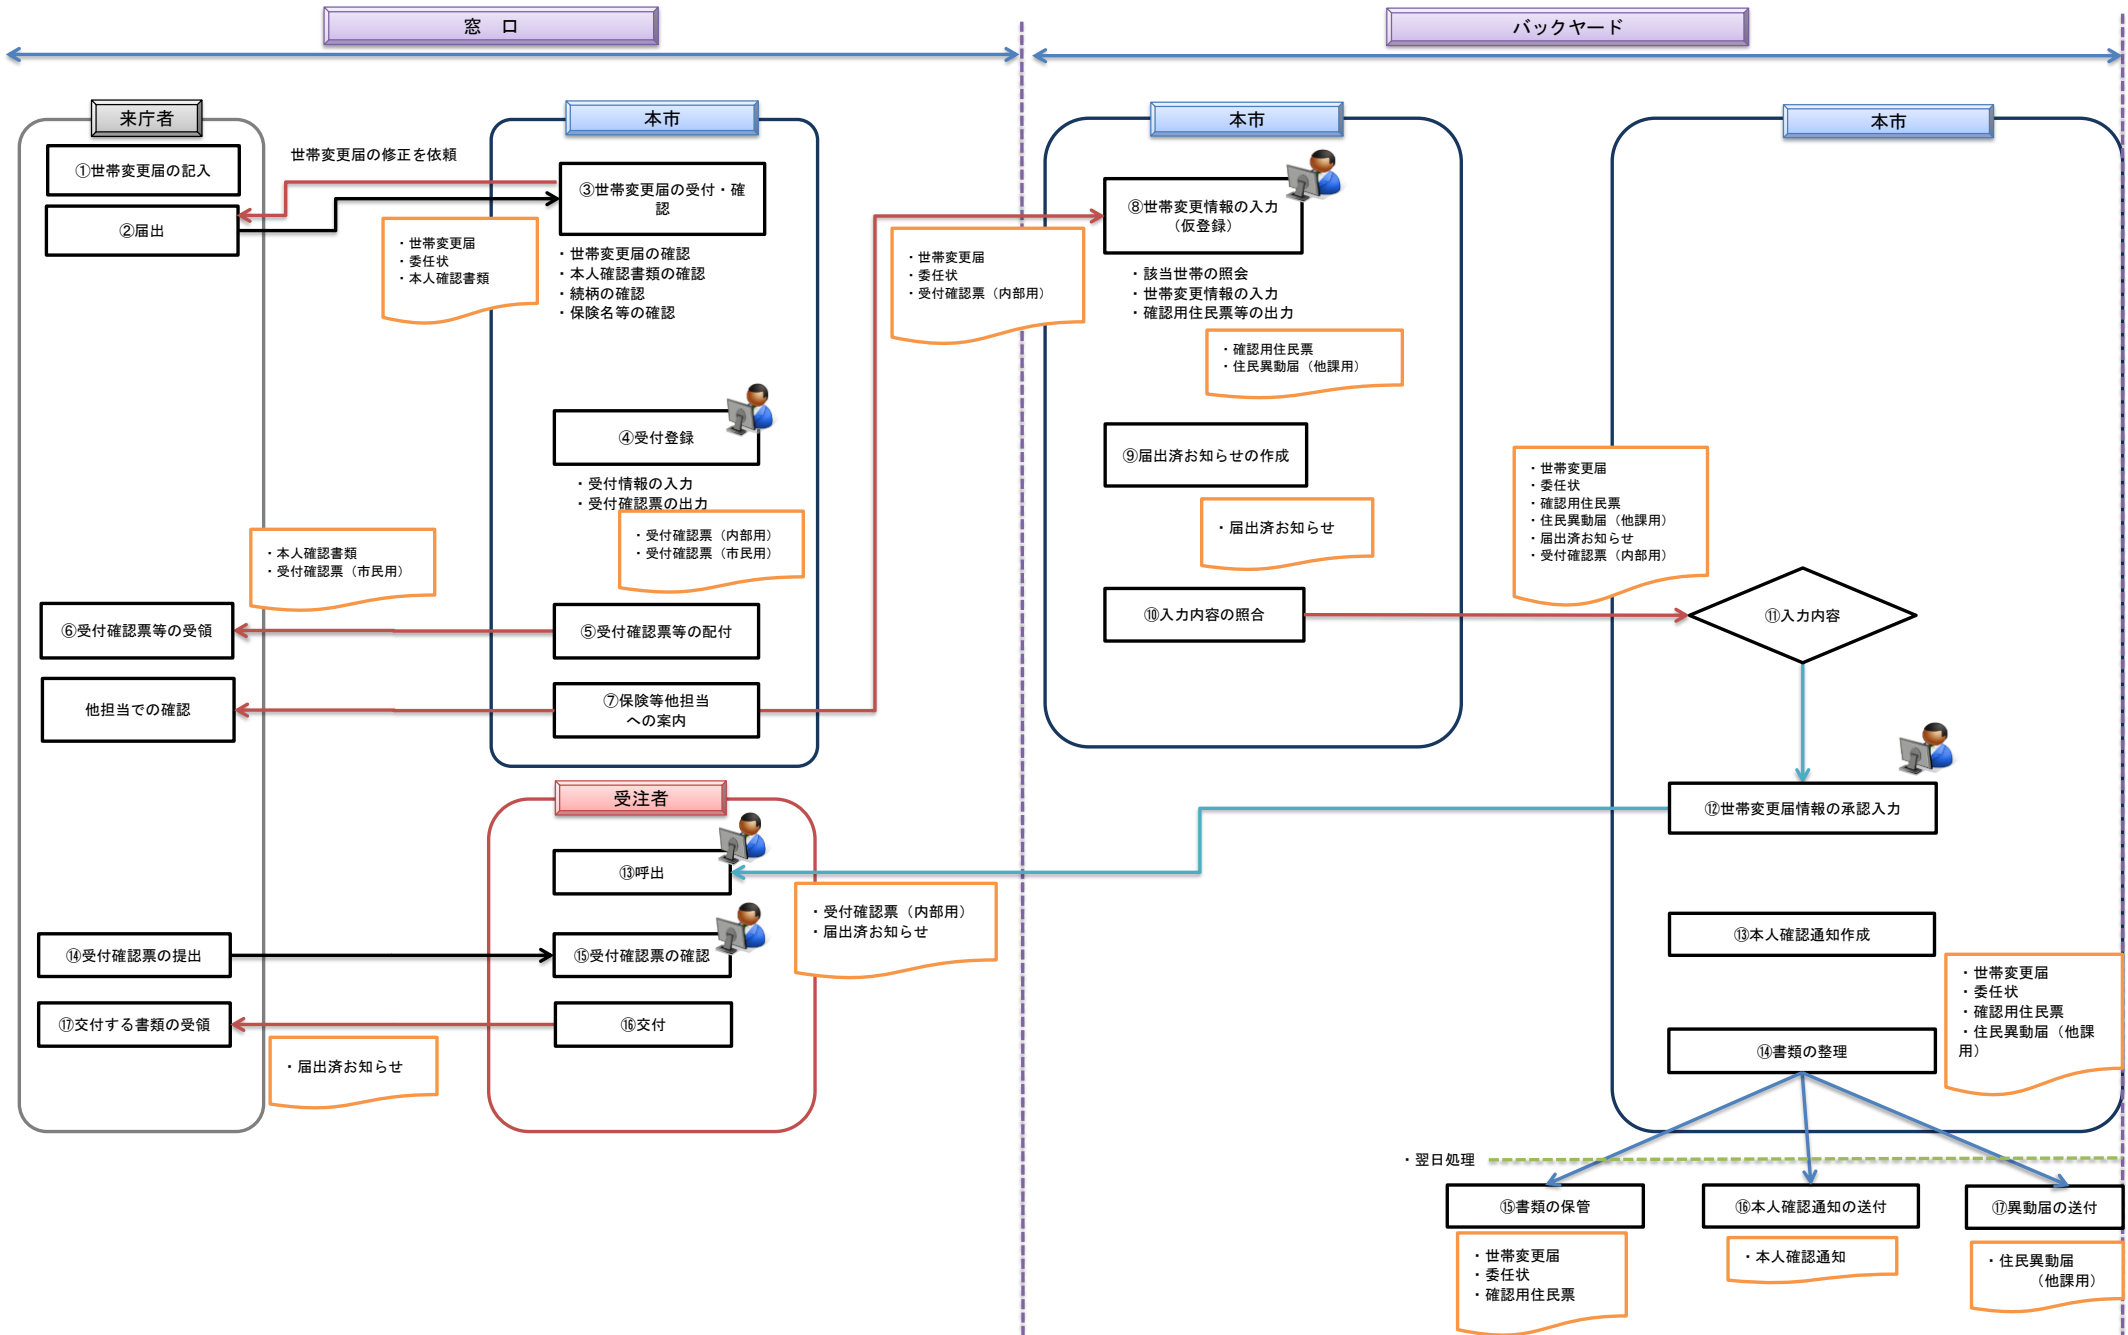 窓　口
バックヤード
来庁者
①世帯変更届の記入
②届出
世帯変更届の修正を依頼
・世帯変更届
・委任状
・本人確認書類
本市
③世帯変更届の受付・確
認
・世帯変更届の確認
・本人確認書類の確認
・続柄の確認
・保険名等の確認
④受付登録
・受付情報の入力
・受付確認票の出力
・受付確認票（内部用）
・受付確認票（市民用）
・本人確認書類
・受付確認票（市民用）
⑤受付確認票等の配付
⑥受付確認票等の受領
⑦保険等他担当
への案内
他担当での確認
・世帯変更届
・委任状
・受付確認票（内部用）
本市
⑧世帯変更情報の入力
（仮登録）
・該当世帯の照会
・世帯変更情報の入力
・確認用住民票等の出力
・確認用住民票
・住民異動届（他課用）
⑨届出済お知らせの作成
・届出済お知らせ
⑩入力内容の照合
本市
・世帯変更届
・委任状
・確認用住民票
・住民異動届（他課用）
・届出済お知らせ
・受付確認票（内部用）
⑪入力内容
⑫世帯変更届情報の承認入力
受注者
⑬呼出
・受付確認票（内部用）
・届出済お知らせ
⑭受付確認票の提出
⑮受付確認票の確認
⑯交付
⑰交付する書類の受領
・届出済お知らせ
⑬本人確認通知作成
・世帯変更届
・委任状
・確認用住民票
・住民異動届（他課
用）
⑭書類の整理
・翌日処理
⑮書類の保管
・世帯変更届
・委任状
・確認用住民票
⑯本人確認通知の送付
・本人確認通知
⑰異動届の送付
・住民異動届
（他課用）